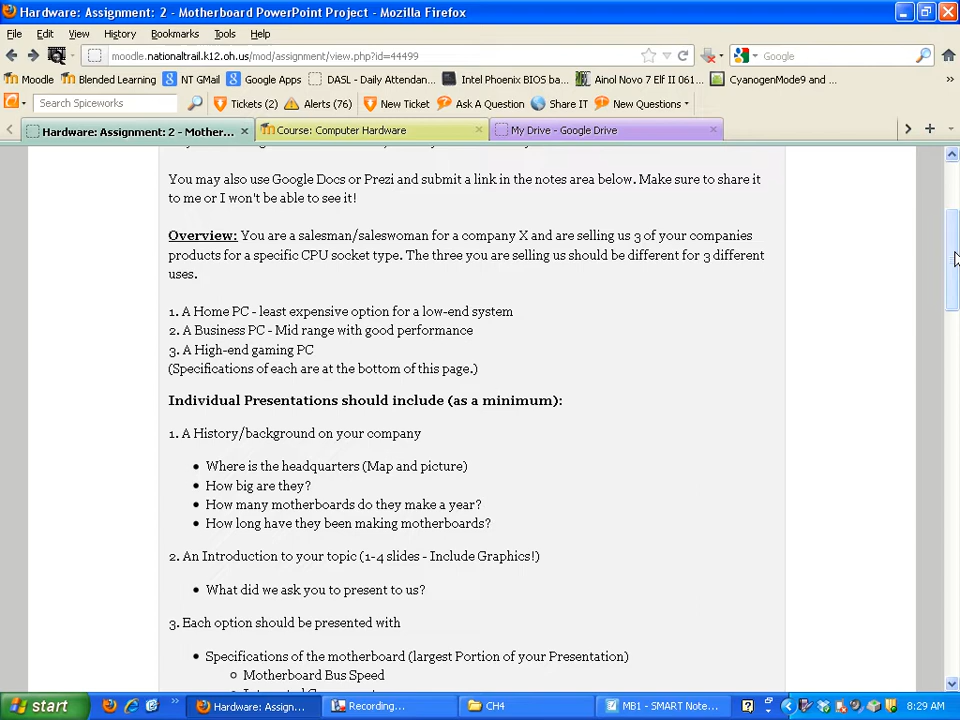 Hardware: Assignment: 2 - Motherboard PowerPoint Project - Mozilla Firefox
File Edit View History Bookmarks Tools Help
moodle.nationaltrail.k12.oh.us/mod/assignment/view.php?id=44499
Google
Moodle Blended Learning NT GMail Google Apps DASL - Daily Attendan... Intel Phoenix BIOS ba... Ainol Novo 7 Elf II 061... CyanogenMode9 and ...
Search Spiceworks Tickets (2) Alerts (76) New Ticket Ask A Question Share IT New Questions
Hardware: Assignment: 2 - Mother... Course: Computer Hardware My Drive - Google Drive
You may also use Google Docs or Prezi and submit a link in the notes area below. Make sure to share it
to me or I won't be able to see it!
Overview: You are a salesman/saleswoman for a company X and are selling us 3 of your companies
products for a specific CPU socket type. The three you are selling us should be different for 3 different
uses.
1. A Home PC - least expensive option for a low-end system
2. A Business PC - Mid range with good performance
3. A High-end gaming PC
(Specifications of each are at the bottom of this page.)
Individual Presentations should include (as a minimum):
1. A History/background on your company
• Where is the headquarters (Map and picture)
• How big are they?
• How many motherboards do they make a year?
• How long have they been making motherboards?
2. An Introduction to your topic (1-4 slides - Include Graphics!)
• What did we ask you to present to us?
3. Each option should be presented with
• Specifications of the motherboard (largest Portion of your Presentation)
○ Motherboard Bus Speed
start Hardware: Assign... Recording... CH4 MB1 - SMART Note... 8:29 AM